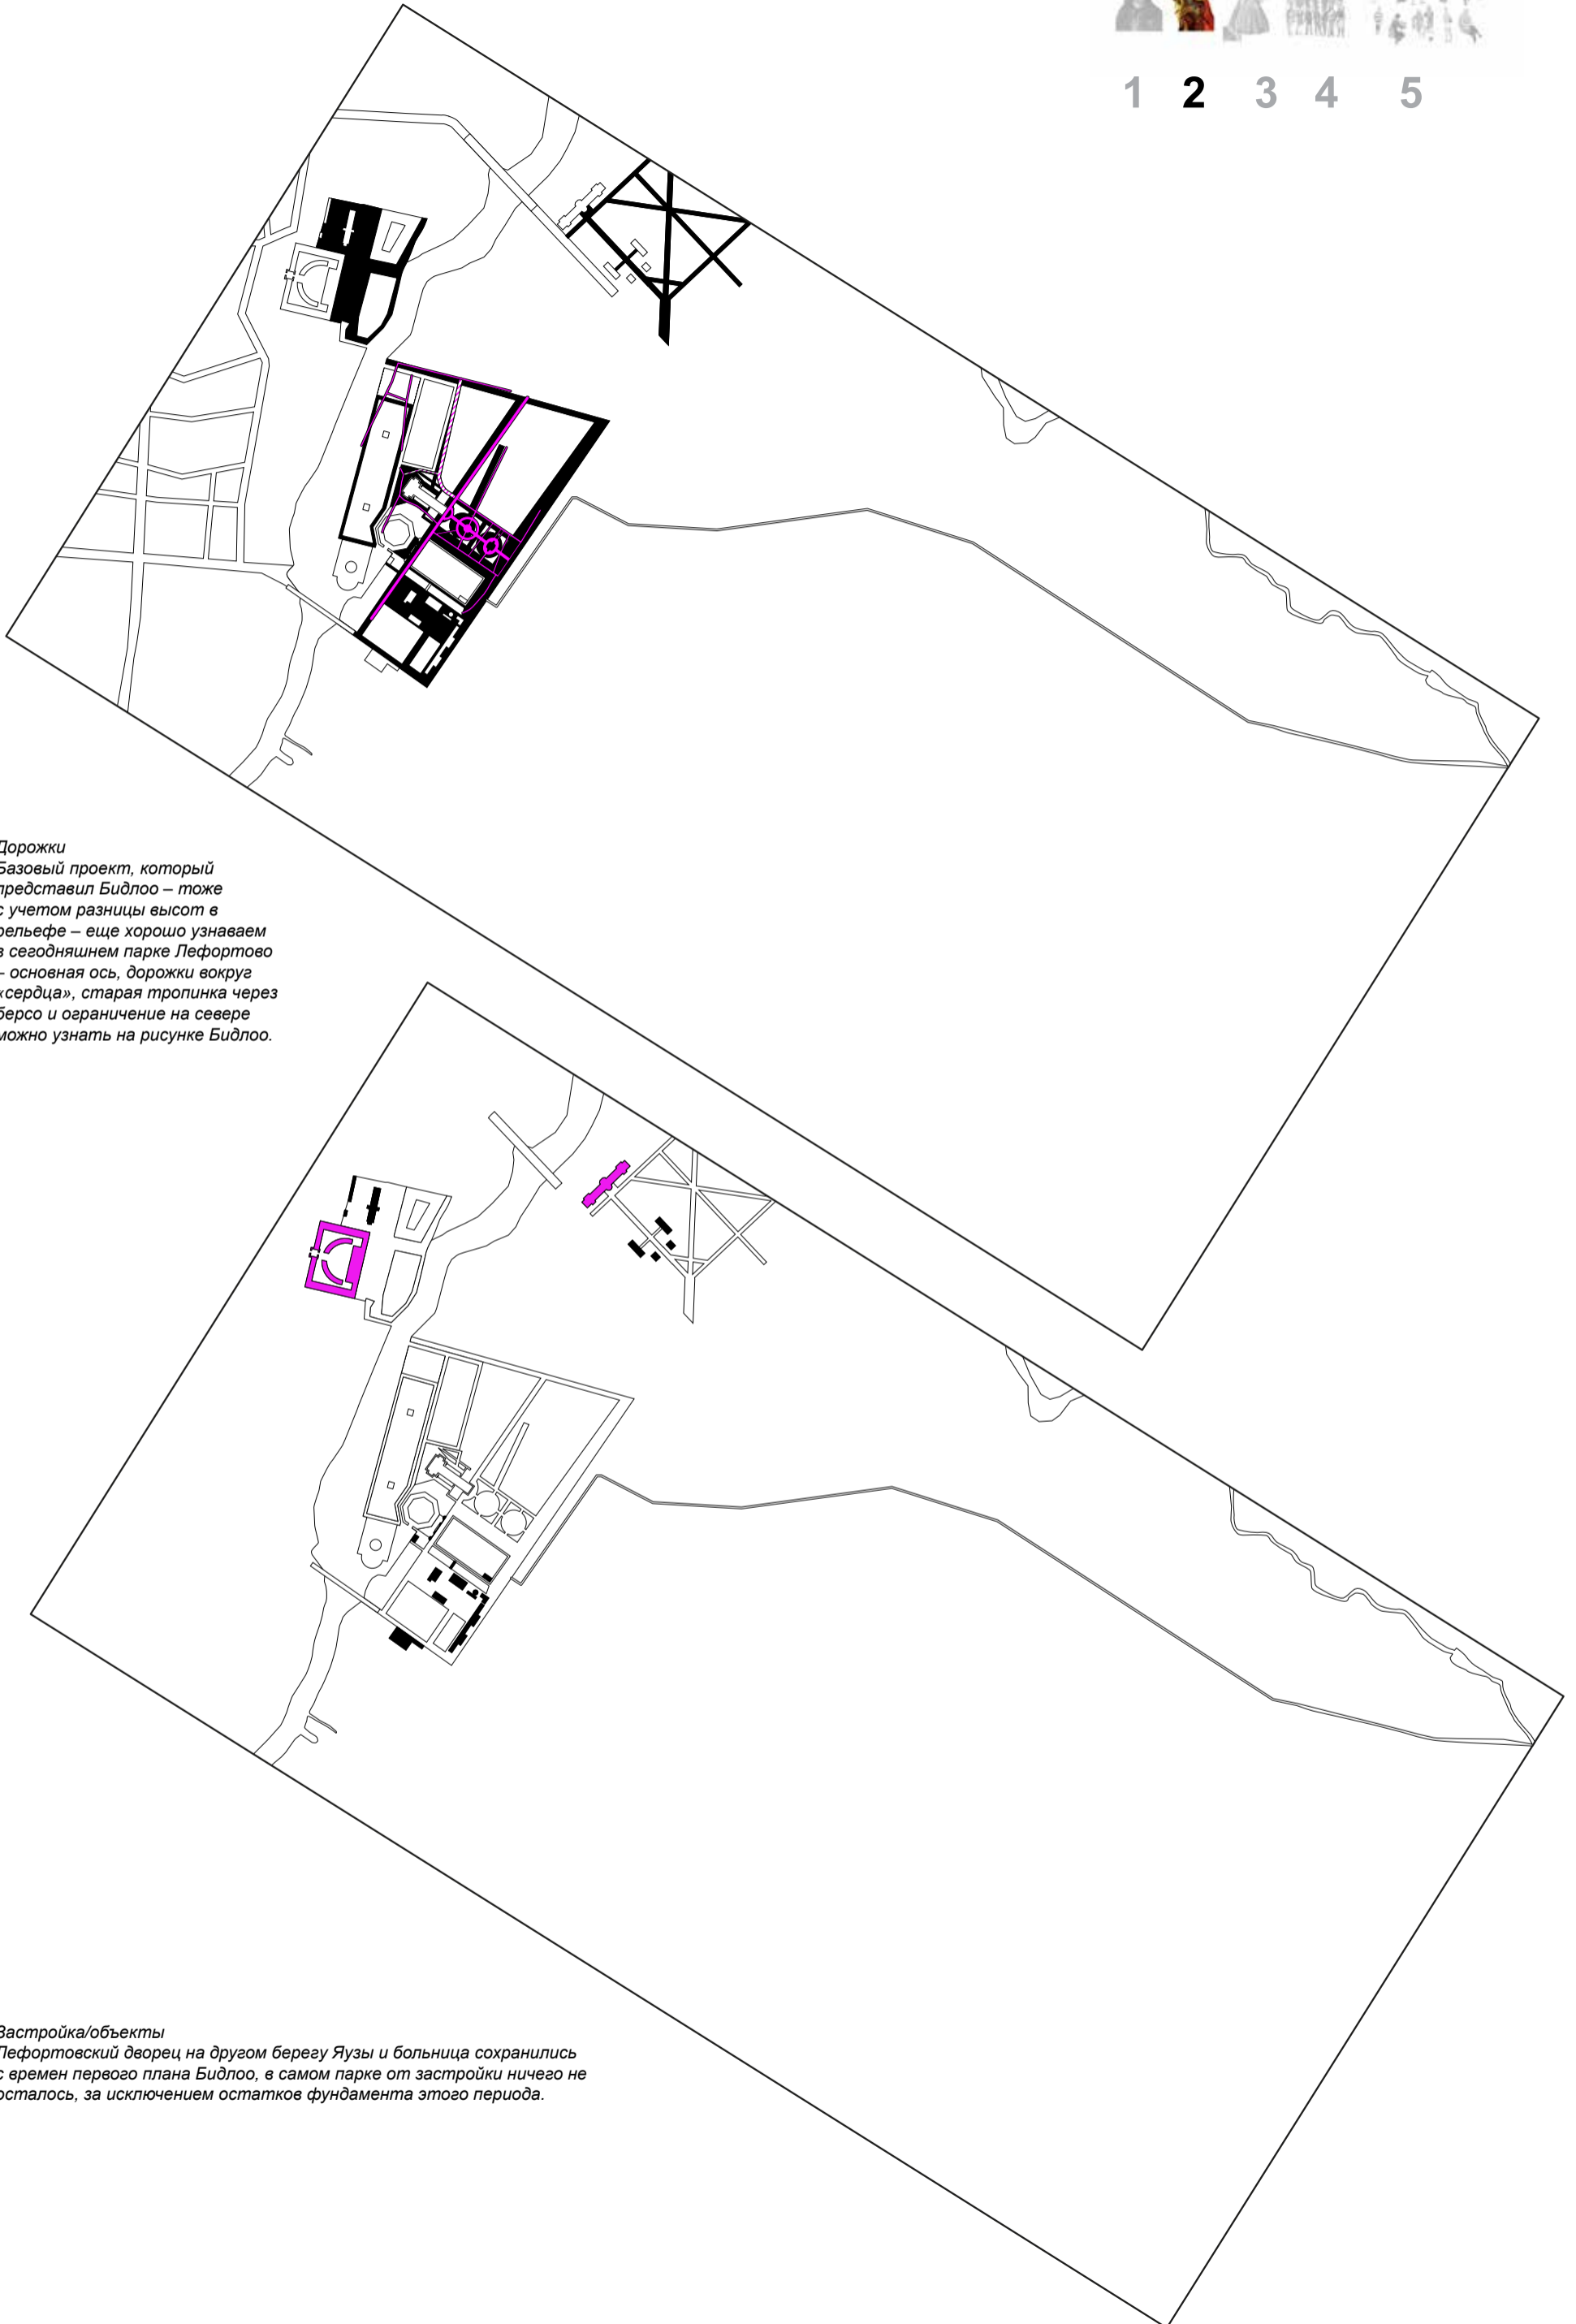 1 2 3 4 5
Дорожки
Базовый проект, который
представил Бидлоо – тоже
с учетом разницы высот в
рельефе – еще хорошо узнаваем
в сегодняшнем парке Лефортово
– основная ось, дорожки вокруг
«сердца», старая тропинка через
берсо и ограничение на севере
можно узнать на рисунке Бидлоо.
Застройка/объекты
Лефортовский дворец на другом берегу Яузы и больница сохранились
с времен первого плана Бидлоо, в самом парке от застройки ничего не
осталось, за исключением остатков фундамента этого периода.